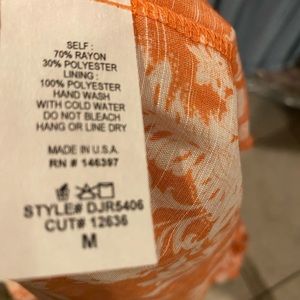 SELF :
70% RAYON
30% POLYESTER
LINING :
100% POLYESTER
HAND WASH
WITH COLD WATER
DO NOT BLEACH
HANG OR LINE DRY
MADE IN U.S.A.
RN # 146397
STYLE# DJR5406
CUT# 12636
M